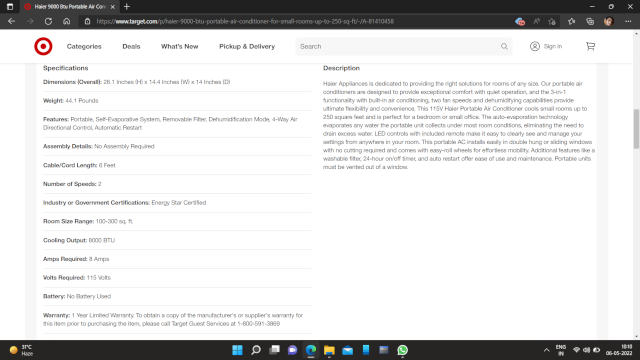 Haier 9000 Btu Portable Air Con
https://www.target.com/p/haier-9000-btu-portable-air-conditioner-for-small-rooms-up-to-250-sq-ft/-/A-81410458
Categories Deals What's New Pickup & Delivery Search Sign in
Specifications
Dimensions (Overall): 26.1 Inches (H) x 14.4 Inches (W) x 14 Inches (D)
Weight: 44.1 Pounds
Features: Portable, Self-Evaporative System, Removable Filter, Dehumidification Mode, 4-Way Air
Directional Control, Automatic Restart
Assembly Details: No Assembly Required
Cable/Cord Length: 6 Feet
Number of Speeds: 2
Industry or Government Certifications: Energy Star Certified
Room Size Range: 100-300 sq. ft.
Cooling Output: 9000 BTU
Amps Required: 8 Amps
Volts Required: 115 Volts
Battery: No Battery Used
Warranty: 1 Year Limited Warranty. To obtain a copy of the manufacturer's or supplier's warranty for
this item prior to purchasing the item, please call Target Guest Services at 1-800-591-3869
Description
Haier Appliances is dedicated to providing the right solutions for rooms of any size. Our portable air
conditioners are designed to provide exceptional comfort with quiet operation, and the 3-in-1
functionality with built-in air conditioning, two fan speeds and dehumidifying capabilities provide
ultimate flexibility and convenience. This 115V Haier Portable Air Conditioner cools small rooms up to
250 square feet and is perfect for a bedroom or small office. The auto-evaporation technology
evaporates any water the portable unit collects under most room conditions, eliminating the need to
drain excess water. LED controls with included remote make it easy to clearly see and manage your
settings from anywhere in your room. This portable AC installs easily in double hung or sliding windows
with no cutting required and comes with easy-roll wheels for effortless mobility. Additional features like a
washable filter, 24-hour on/off timer, and auto restart offer ease of use and maintenance. Portable units
must be vented out of a window.
31°C
Haze
ENG
IN
18:10
06-05-2022